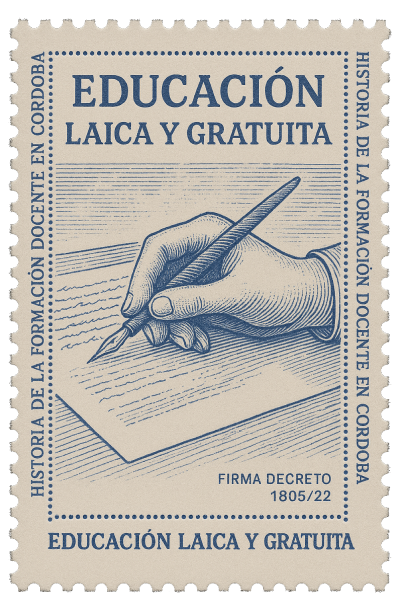 EDUCACIÓN
LAICA Y GRATUITA
HISTORIA DE LA FORMACIÓN DOCENTE EN CORDOBA
HISTORIA DE LA FORMACIÓN DOCENTE EN CORDOBA
FIRMA DECRETO
1805/22
EDUCACIÓN LAICA Y GRATUITA